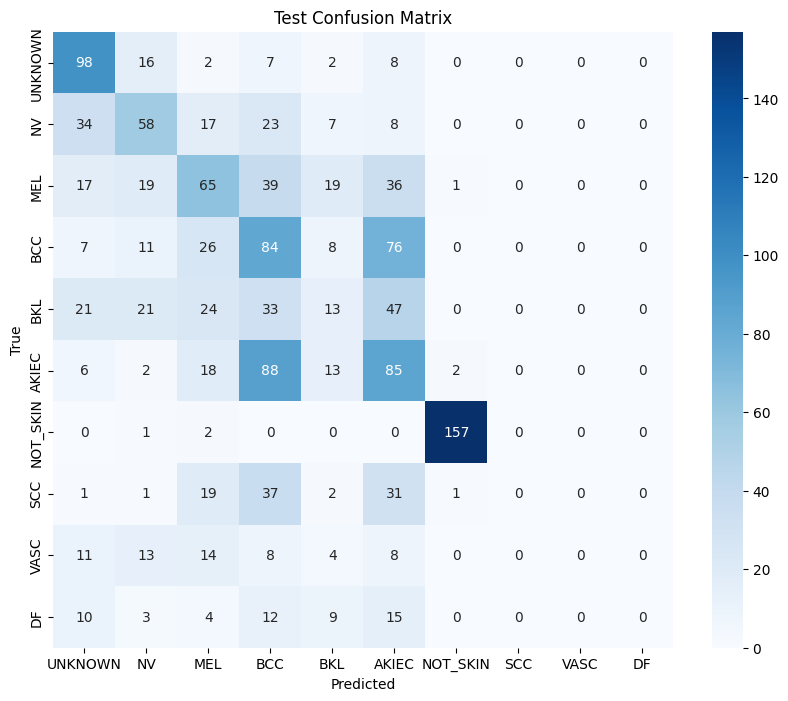 Test Confusion Matrix
UNKNOWN 98 16 2 7 2 8 0 0 0 0
NV 34 58 17 23 7 8 0 0 0 0
MEL 17 19 65 39 19 36 1 0 0 0
BCC 7 11 26 84 8 76 0 0 0 0
BKL 21 21 24 33 13 47 0 0 0 0
AKIEC 6 2 18 88 13 85 2 0 0 0
NOT_SKIN 0 1 2 0 0 0 157 0 0 0
SCC 1 1 19 37 2 31 1 0 0 0
VASC 11 13 14 8 4 8 0 0 0 0
DF 10 3 4 12 9 15 0 0 0 0
UNKNOWN NV MEL BCC BKL AKIEC NOT_SKIN SCC VASC DF
Predicted
True
140
120
100
80
60
40
20
0